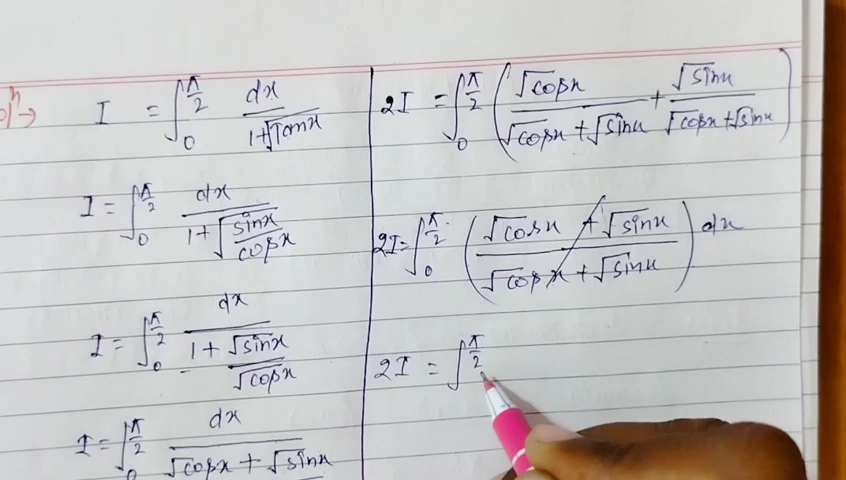 I = ∫₀^π/2 dx / 1+√tanx
I = ∫₀^π/2 dx / 1+√(sinx/cosx)
I = ∫₀^π/2 dx / (1 + √sinx / √cosx)
I = ∫₀^π/2 dx / √cosx + √sinx
2I = ∫₀^π/2 (√cosx / √cosx + √sinx + √sinx / √cosx + √sinx)
2I = ∫₀^π/2 (√cosx + √sinx / √cosx + √sinx) dx
2I = ∫^π/2